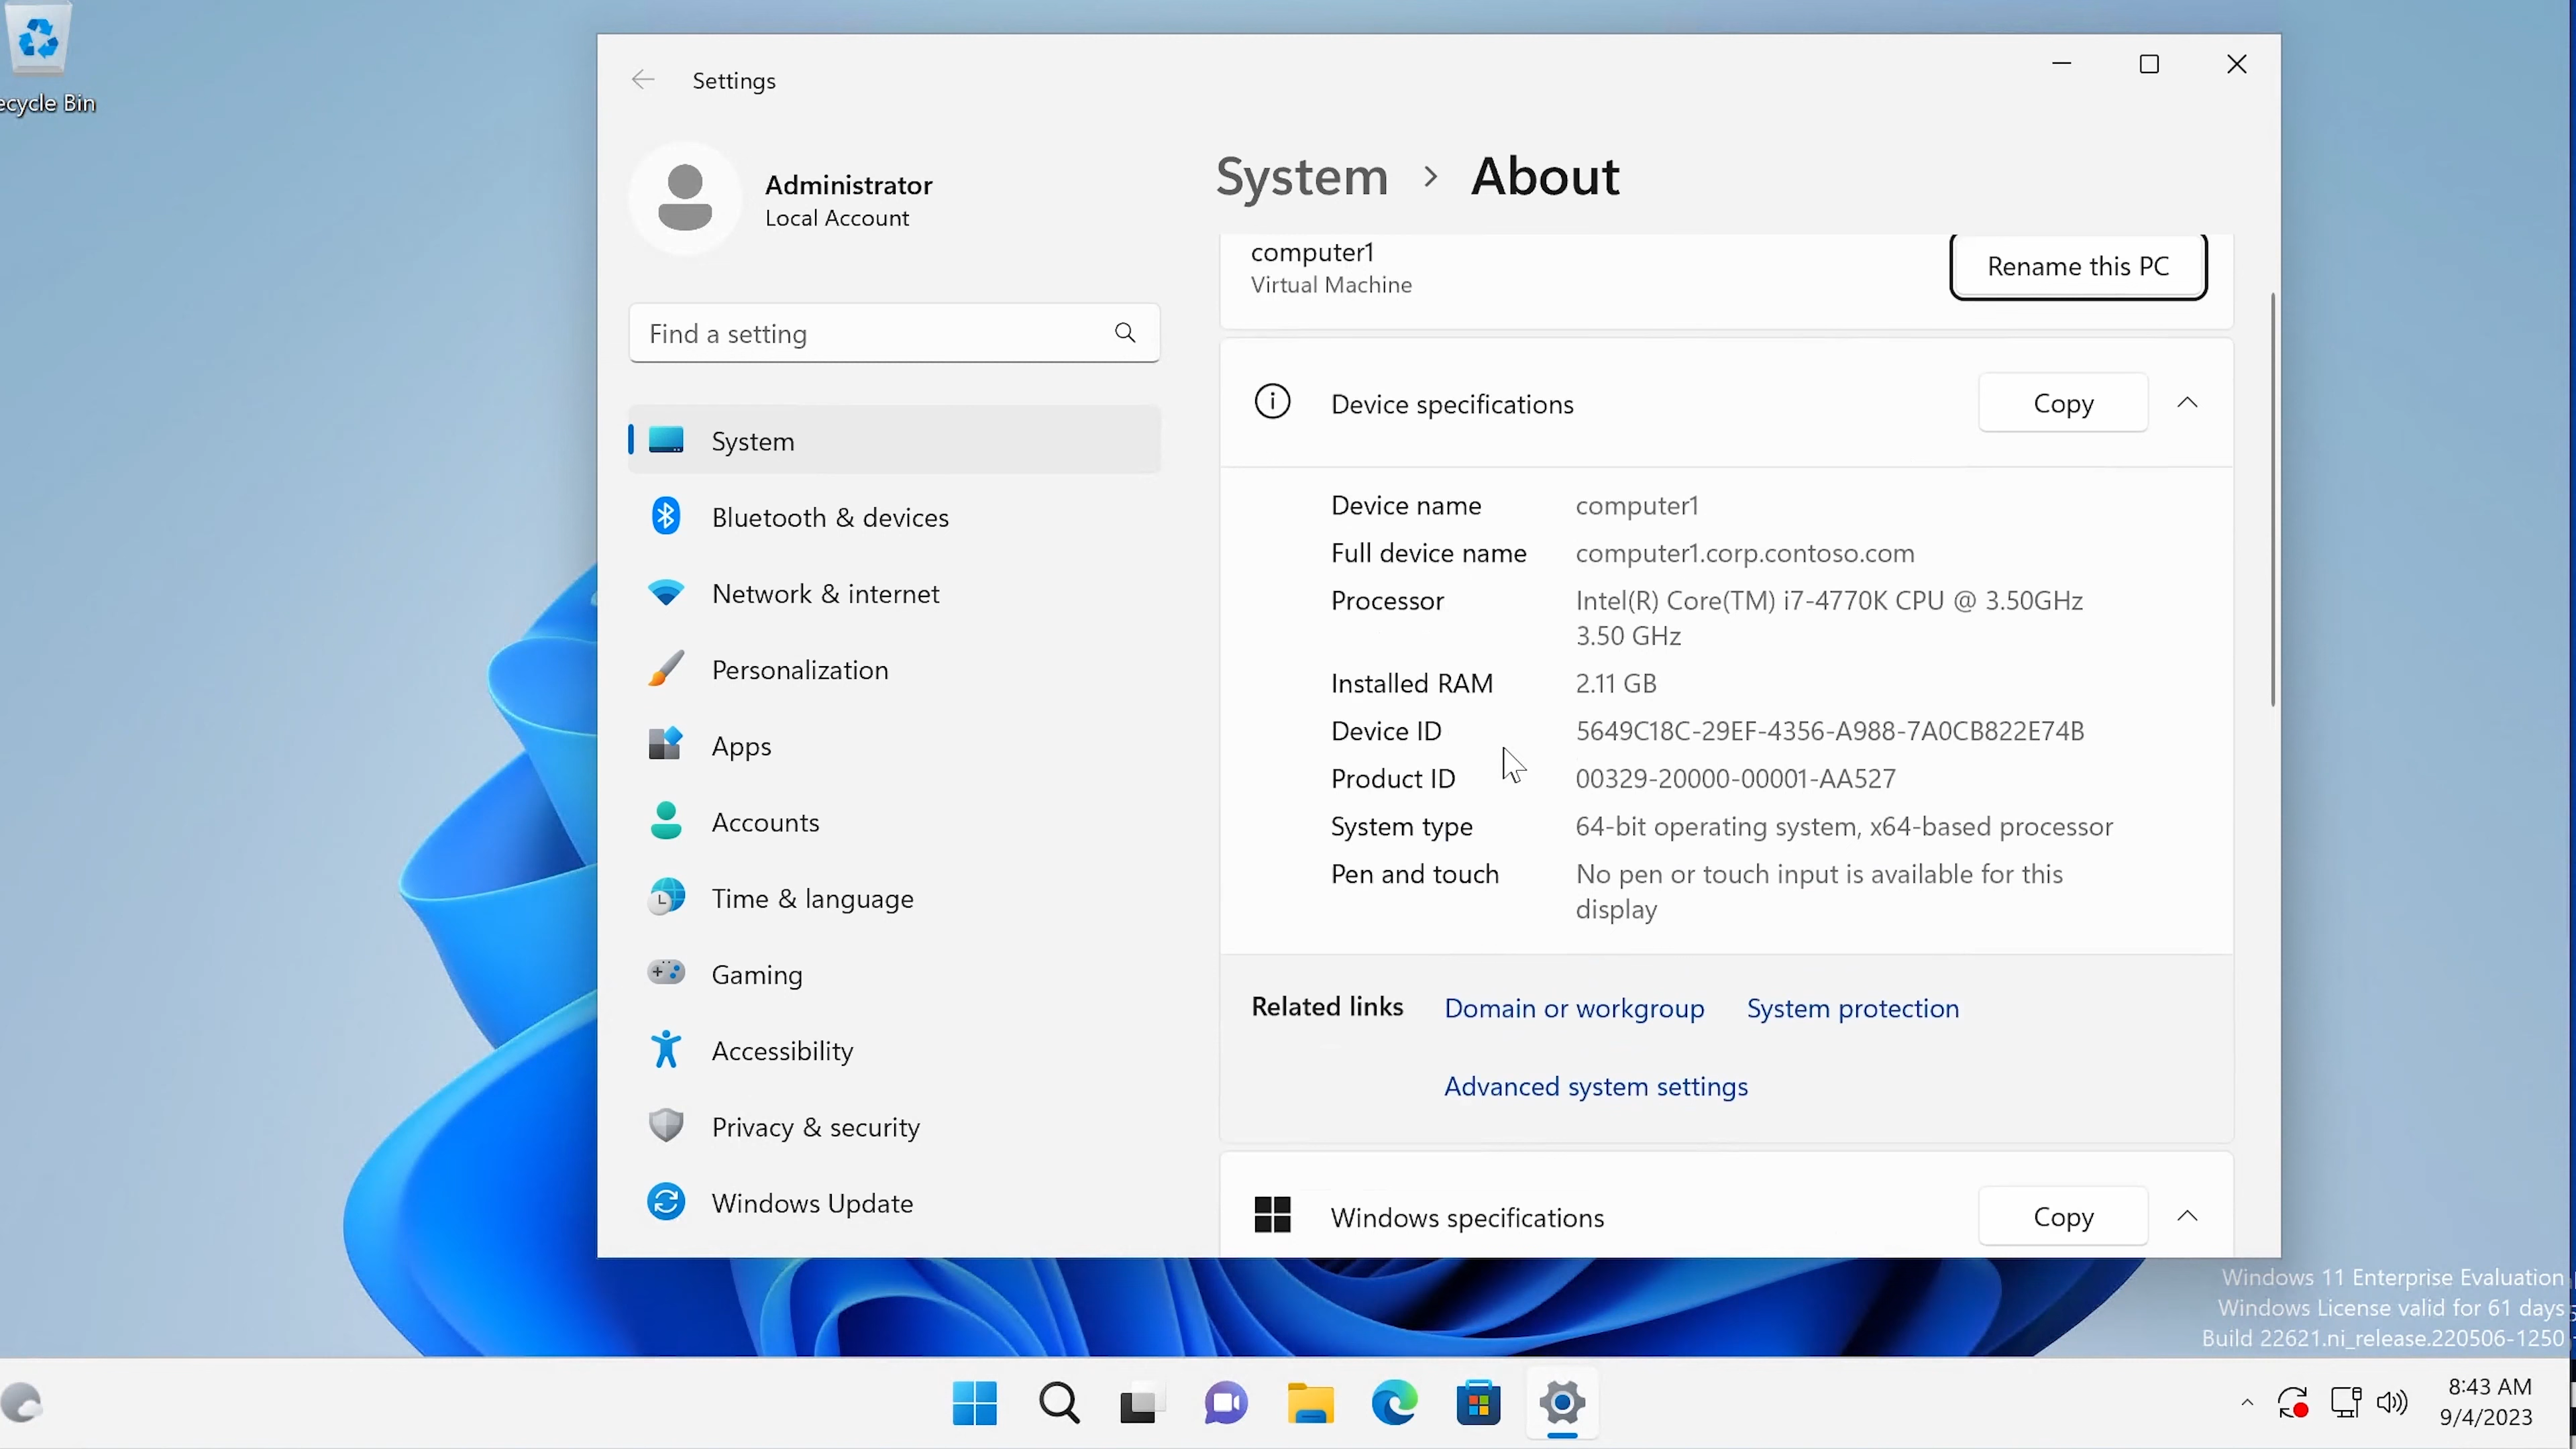 ecycle Bin
Settings
Administrator
Local Account
Find a setting
System
Bluetooth & devices
Network & internet
Personalization
Apps
Accounts
Time & language
Gaming
Accessibility
Privacy & security
Windows Update
System > About
computer1
Virtual Machine
Rename this PC
Device specifications
Copy
Device name computer1
Full device name computer1.corp.contoso.com
Processor Intel(R) Core(TM) i7-4770K CPU @ 3.50GHz
3.50 GHz
Installed RAM 2.11 GB
Device ID 5649C18C-29EF-4356-A988-7A0CB822E74B
Product ID 00329-20000-00001-AA527
System type 64-bit operating system, x64-based processor
Pen and touch No pen or touch input is available for this
display
Related links Domain or workgroup System protection
Advanced system settings
Windows specifications
Copy
Windows 11 Enterprise Evaluation
Windows License valid for 61 days
Build 22621.ni_release.220506-1250
8:43 AM
9/4/2023